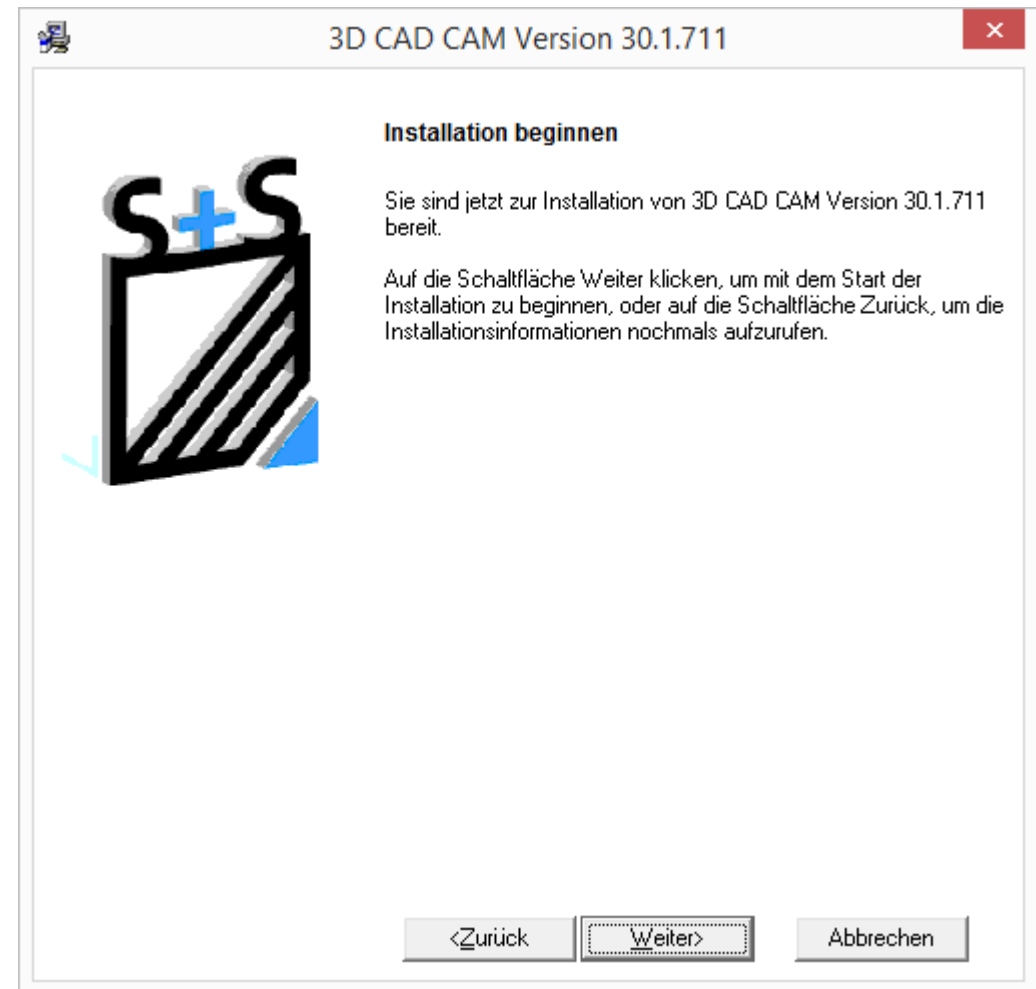 3D CAD CAM Version 30.1.711
S+S
Installation beginnen
Sie sind jetzt zur Installation von 3D CAD CAM Version 30.1.711
bereit.
Auf die Schaltfläche Weiter klicken, um mit dem Start der
Installation zu beginnen, oder auf die Schaltfläche Zurück, um die
Installationsinformationen nochmals aufzurufen.
<Zurück Weiter> Abbrechen